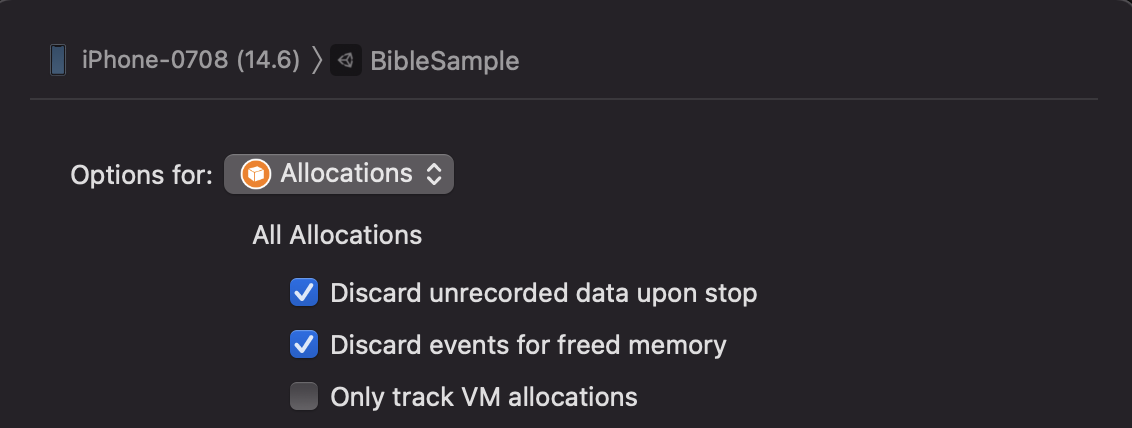 iPhone-0708 (14.6) 〉 BibleSample
Options for: Allocations
All Allocations
Discard unrecorded data upon stop
Discard events for freed memory
Only track VM allocations